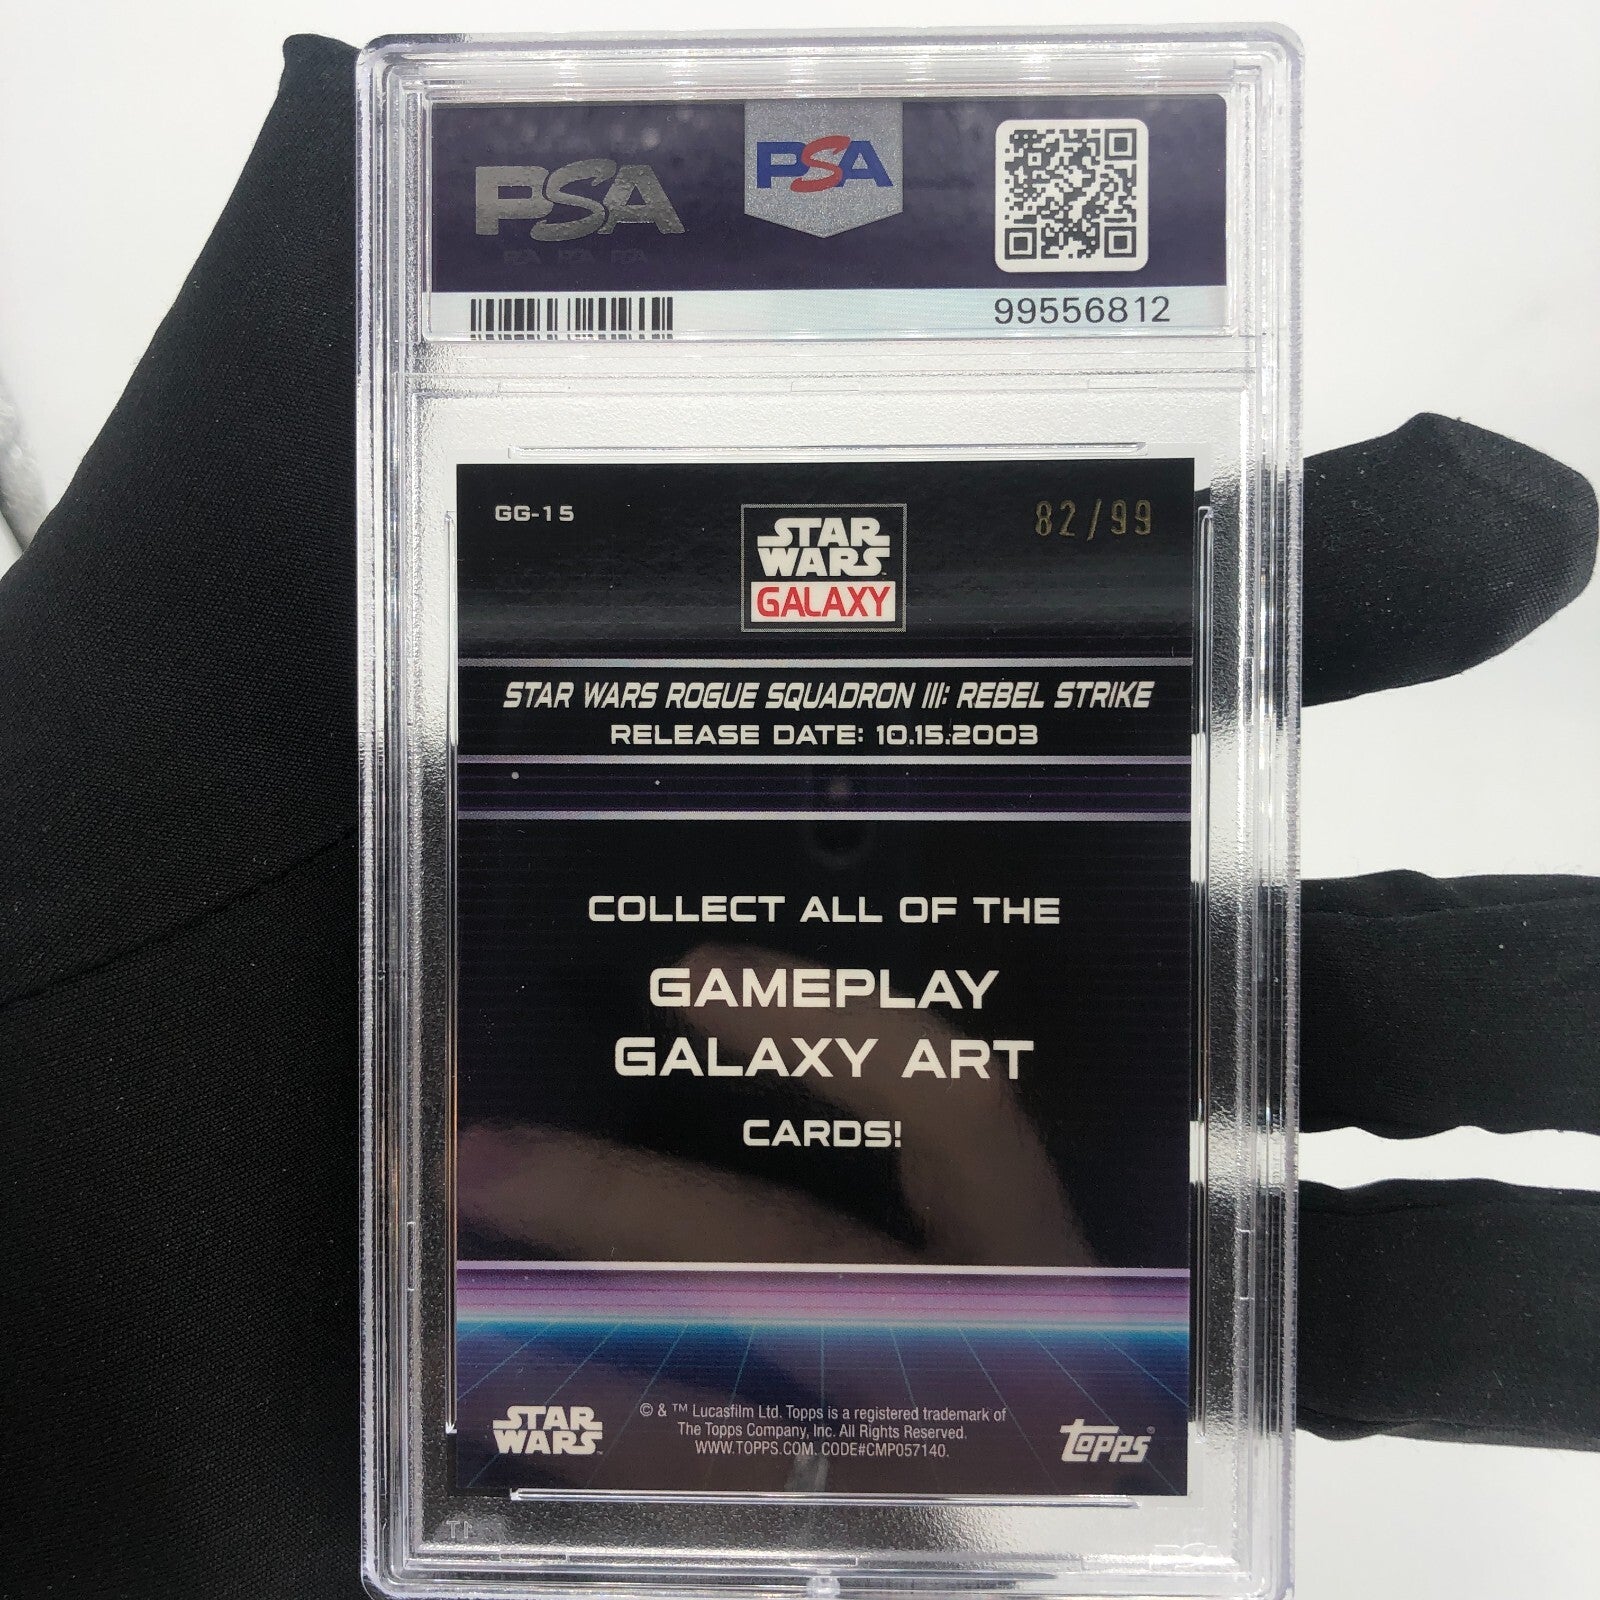 PSA
PSA
PSA PSA PSA
99556812
GG-15
STAR
WARS
GALAXY
82/99
STAR WARS ROGUE SQUADRON III: REBEL STRIKE
RELEASE DATE: 10.15.2003
COLLECT ALL OF THE
GAMEPLAY
GALAXY ART
CARDS!
STAR
WARS
© & ™ Lucasfilm Ltd. Topps is a registered trademark of
The Topps Company, Inc. All Rights Reserved.
WWW.TOPPS.COM. CODE#CMP057140.
topps®